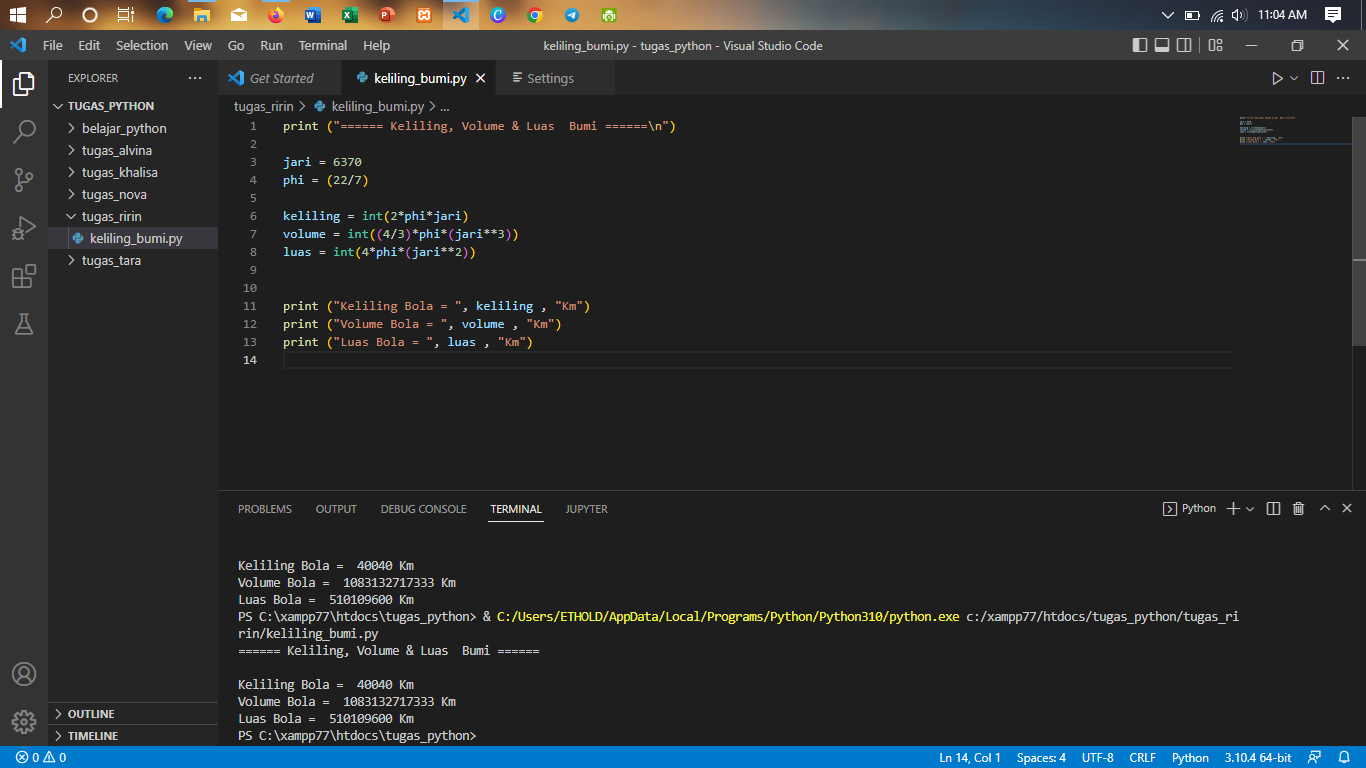 11:04 AM
File Edit Selection View Go Run Terminal Help keliling_bumi.py - tugas_python - Visual Studio Code
EXPLORER
Get Started keliling_bumi.py Settings
TUGAS_PYTHON
belajar_python
tugas_alvina
tugas_khalisa
tugas_nova
tugas_ririn
keliling_bumi.py
tugas_tara
OUTLINE
TIMELINE
tugas_ririn > keliling_bumi.py > ...
1 print ("====== Keliling, Volume & Luas  Bumi ======\n")
2
3 jari = 6370
4 phi = (22/7)
5
6 keliling = int(2*phi*jari)
7 volume = int((4/3)*phi*(jari**3))
8 luas = int(4*phi*(jari**2))
9
10
11 print ("Keliling Bola = ", keliling , "Km")
12 print ("Volume Bola = ", volume , "Km")
13 print ("Luas Bola = ", luas , "Km")
14
PROBLEMS OUTPUT DEBUG CONSOLE TERMINAL JUPYTER Python
Keliling Bola =  40040 Km
Volume Bola =  1083132717333 Km
Luas Bola =  510109600 Km
PS C:\xampp77\htdocs\tugas_python> & C:/Users/ETHOLD/AppData/Local/Programs/Python/Python310/python.exe c:/xampp77/htdocs/tugas_python/tugas_ri
rin/keliling_bumi.py
====== Keliling, Volume & Luas  Bumi ======
Keliling Bola =  40040 Km
Volume Bola =  1083132717333 Km
Luas Bola =  510109600 Km
PS C:\xampp77\htdocs\tugas_python>
0 0 Ln 14, Col 1 Spaces: 4 UTF-8 CRLF Python 3.10.4 64-bit